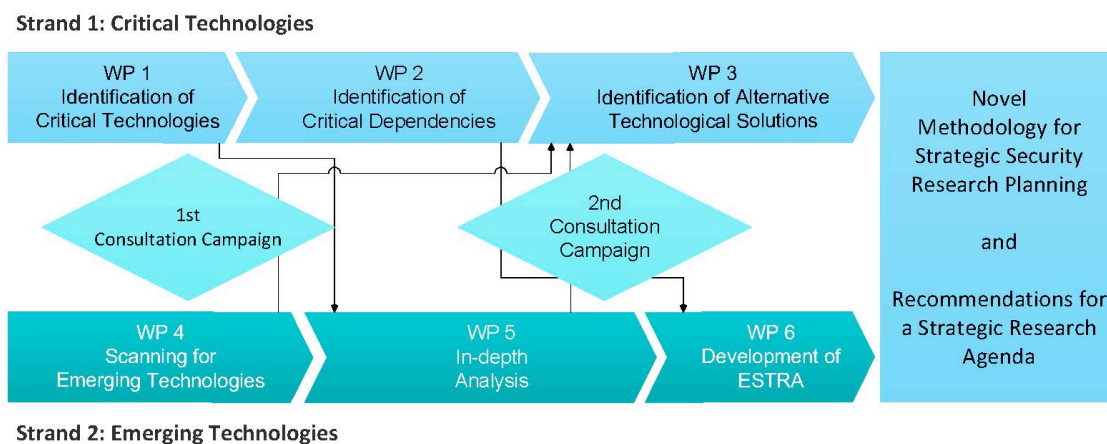 Strand 1: Critical Technologies
WP 1
Identification of
Critical Technologies
WP 2
Identification of
Critical Dependencies
WP 3
Identification of Alternative
Technological Solutions
1st
Consultation Campaign
2nd
Consultation
Campaign
WP 4
Scanning for
Emerging Technologies
WP 5
In-depth
Analysis
WP 6
Development of
ESTRA
Novel
Methodology for
Strategic Security
Research Planning
and
Recommendations for
a Strategic Research
Agenda
Strand 2: Emerging Technologies